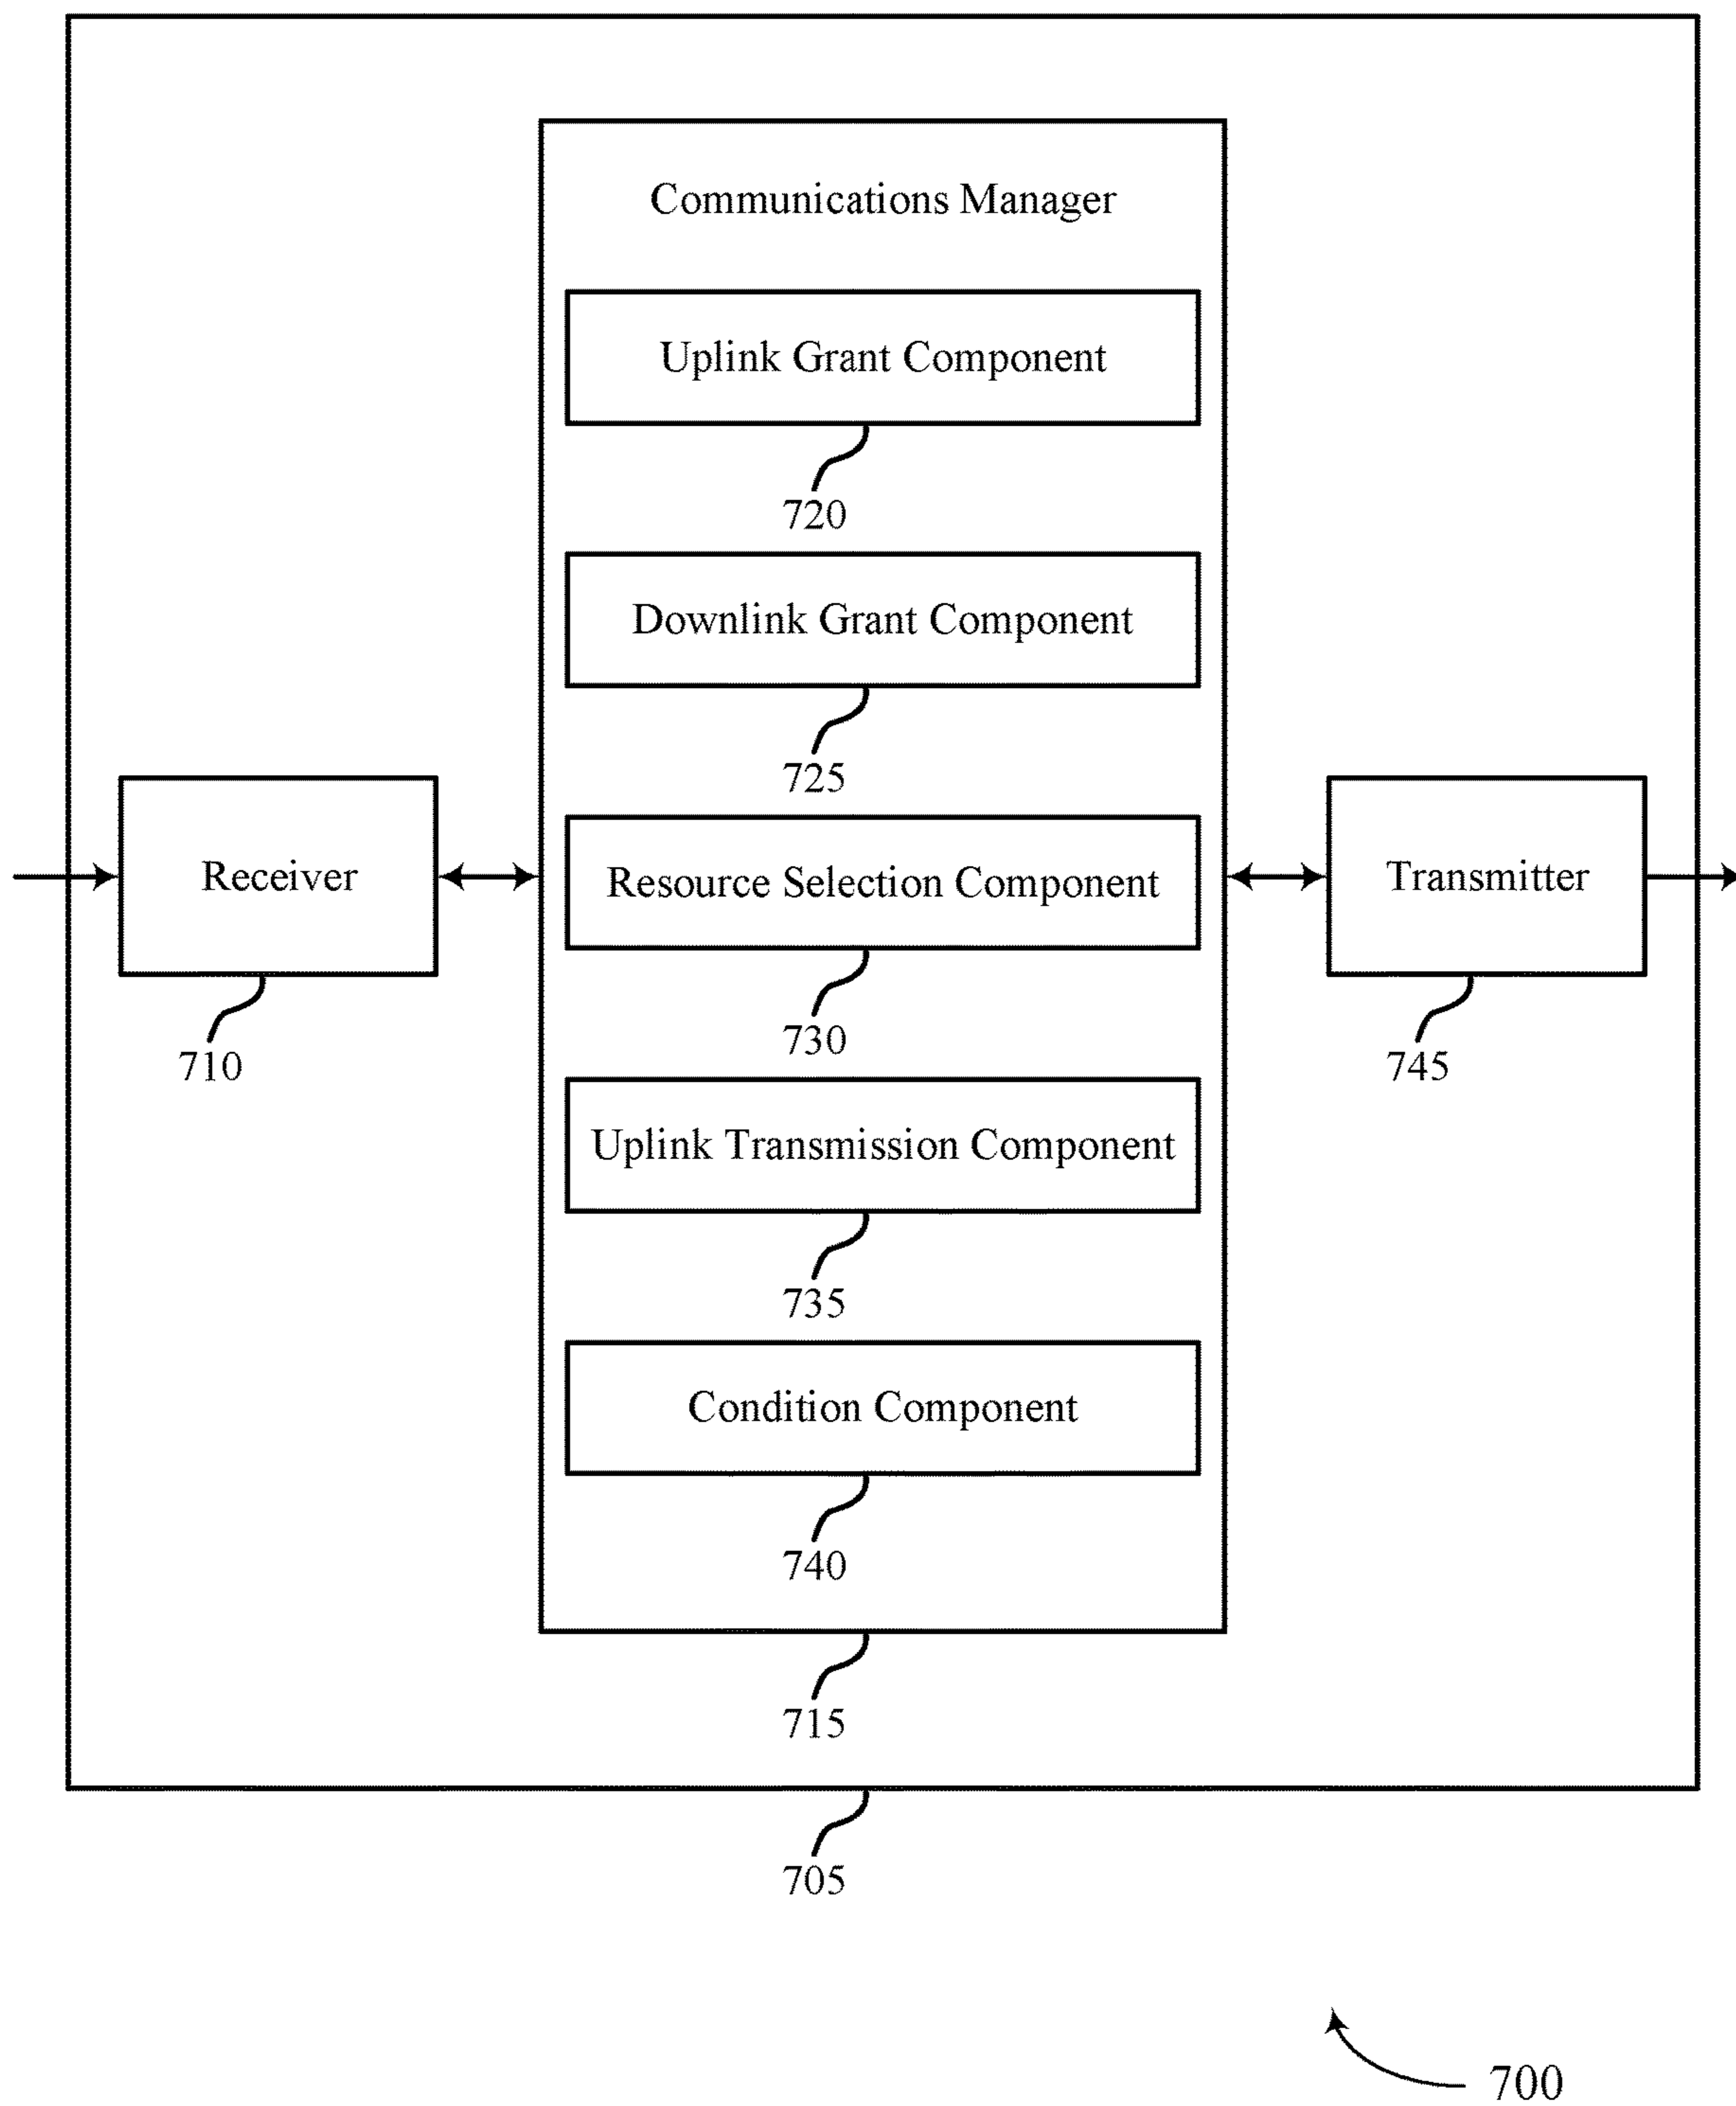 Communications Manager
Uplink Grant Component
720
Downlink Grant Component
725
Receiver
710
Resource Selection Component
730
Transmitter
745
Uplink Transmission Component
735
Condition Component
740
715
705
700